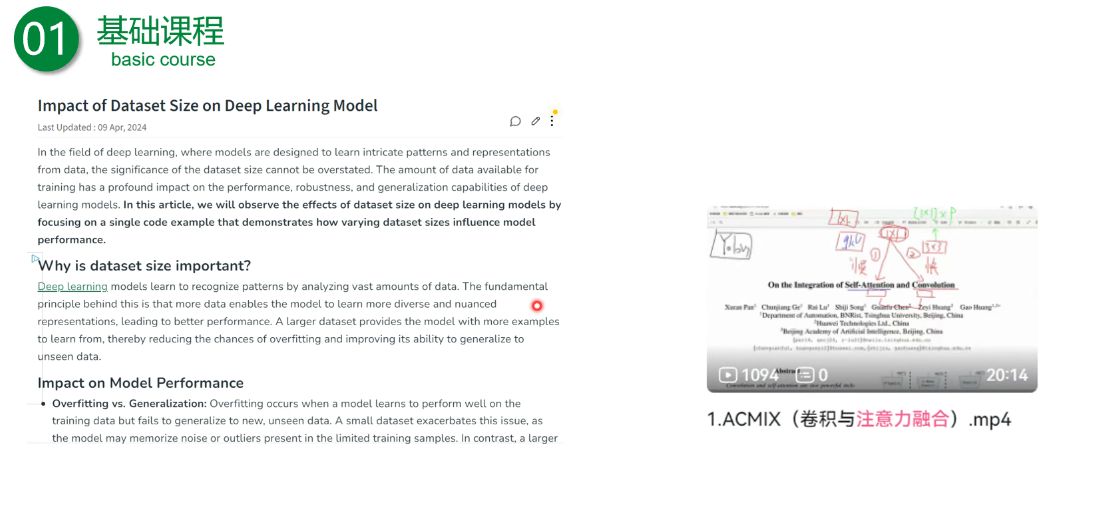 01
基础课程
basic course
Impact of Dataset Size on Deep Learning Model
Last Updated : 09 Apr, 2024
In the field of deep learning, where models are designed to learn intricate patterns and representations
from data, the significance of the dataset size cannot be overstated. The amount of data available for
training has a profound impact on the performance, robustness, and generalization capabilities of deep
learning models. In this article, we will observe the effects of dataset size on deep learning models by
focusing on a single code example that demonstrates how varying dataset sizes influence model
performance.
Why is dataset size important?
Deep learning models learn to recognize patterns by analyzing vast amounts of data. The fundamental
principle behind this is that more data enables the model to learn more diverse and nuanced
representations, leading to better performance. A larger dataset provides the model with more examples
to learn from, thereby reducing the chances of overfitting and improving its ability to generalize to
unseen data.
Impact on Model Performance
Overfitting vs. Generalization: Overfitting occurs when a model learns to perform well on the
training data but fails to generalize to new, unseen data. A small dataset exacerbates this issue, as
the model may memorize noise or outliers present in the limited training samples. In contrast, a larger
On the Integration of Self-Attention and Convolution
Xuran Pan¹ Chunjiang Ge¹ Rui Lu¹ Shiji Song¹ Guanfu Chen² Zeyi Huang² Gao Huang¹,³*
¹Department of Automation, BNRist, Tsinghua University, Beijing, China
²Huawei Technologies Ltd., China
³Beijing Academy of Artificial Intelligence, Beijing, China
Abstract
1094 0 20:14
1.ACMIX（卷积与注意力融合）.mp4